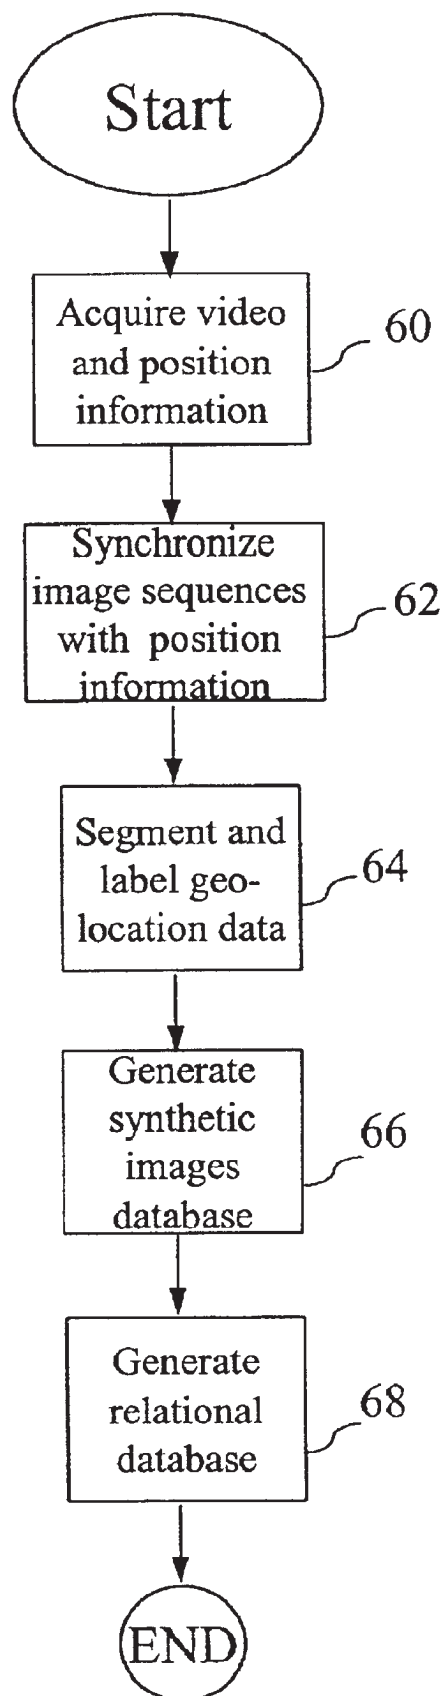 Start
Acquire video
and position
information
60
Synchronize
image sequences
with position
information
62
Segment and
label geo-
location data
64
Generate
synthetic
images
database
66
Generate
relational
database
68
END